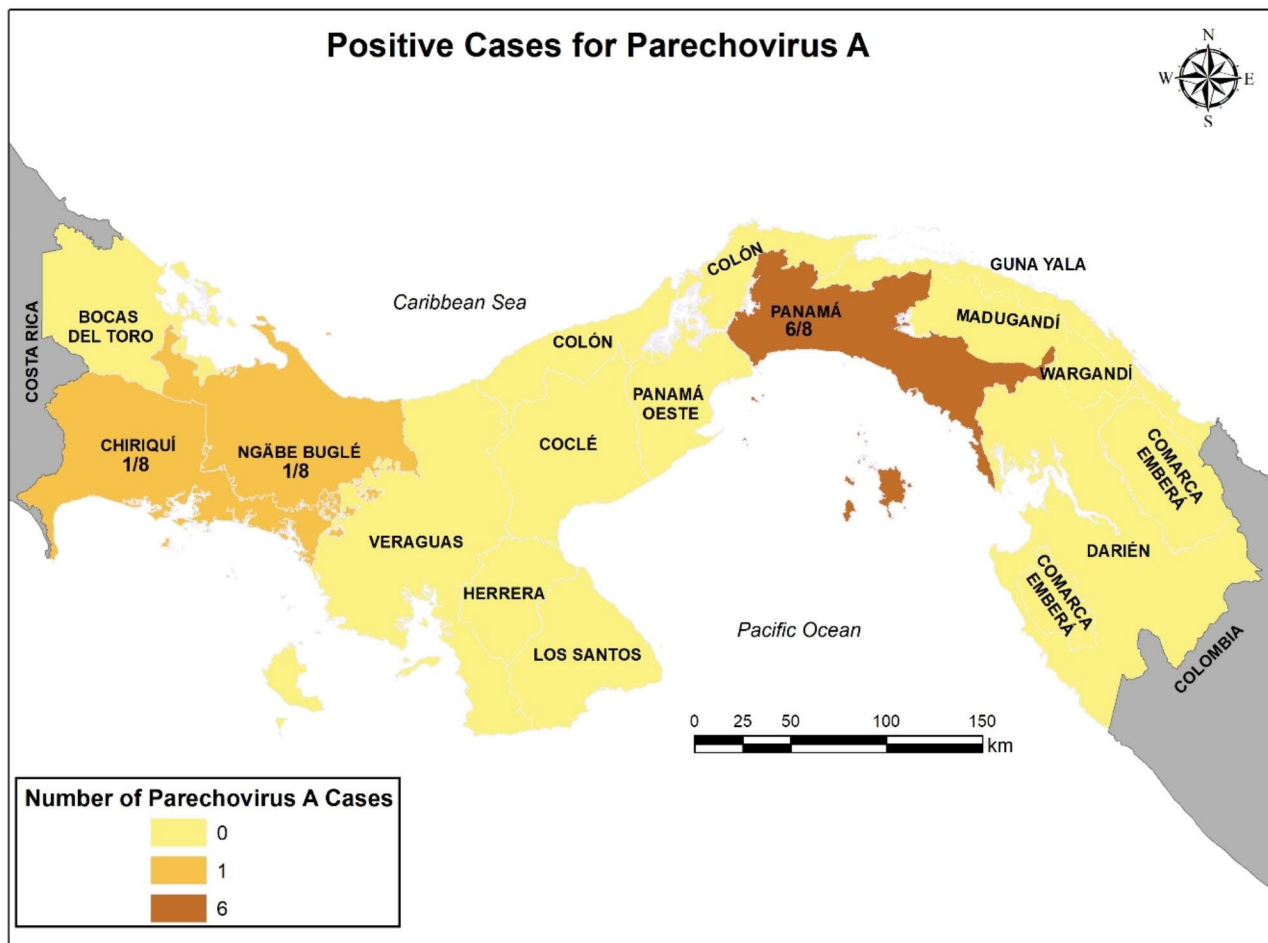 Positive Cases for Parechovirus A
N
W
E
S
COSTA RICA
BOCAS
DEL TORO
Caribbean Sea
COLÓN
GUNA YALA
PANAMÁ
6/8
MADUGANDÍ
COLÓN
WARGANDÍ
PANAMÁ
OESTE
CHIRIQUÍ
1/8
NGÄBE BUGLÉ
1/8
COCLÉ
COMARCA
EMBERÁ
VERAGUAS
DARIÉN
HERRERA
COMARCA
EMBERÁ
Pacific Ocean
LOS SANTOS
COLOMBIA
0 25 50 100 150
km
Number of Parechovirus A Cases
0
1
6